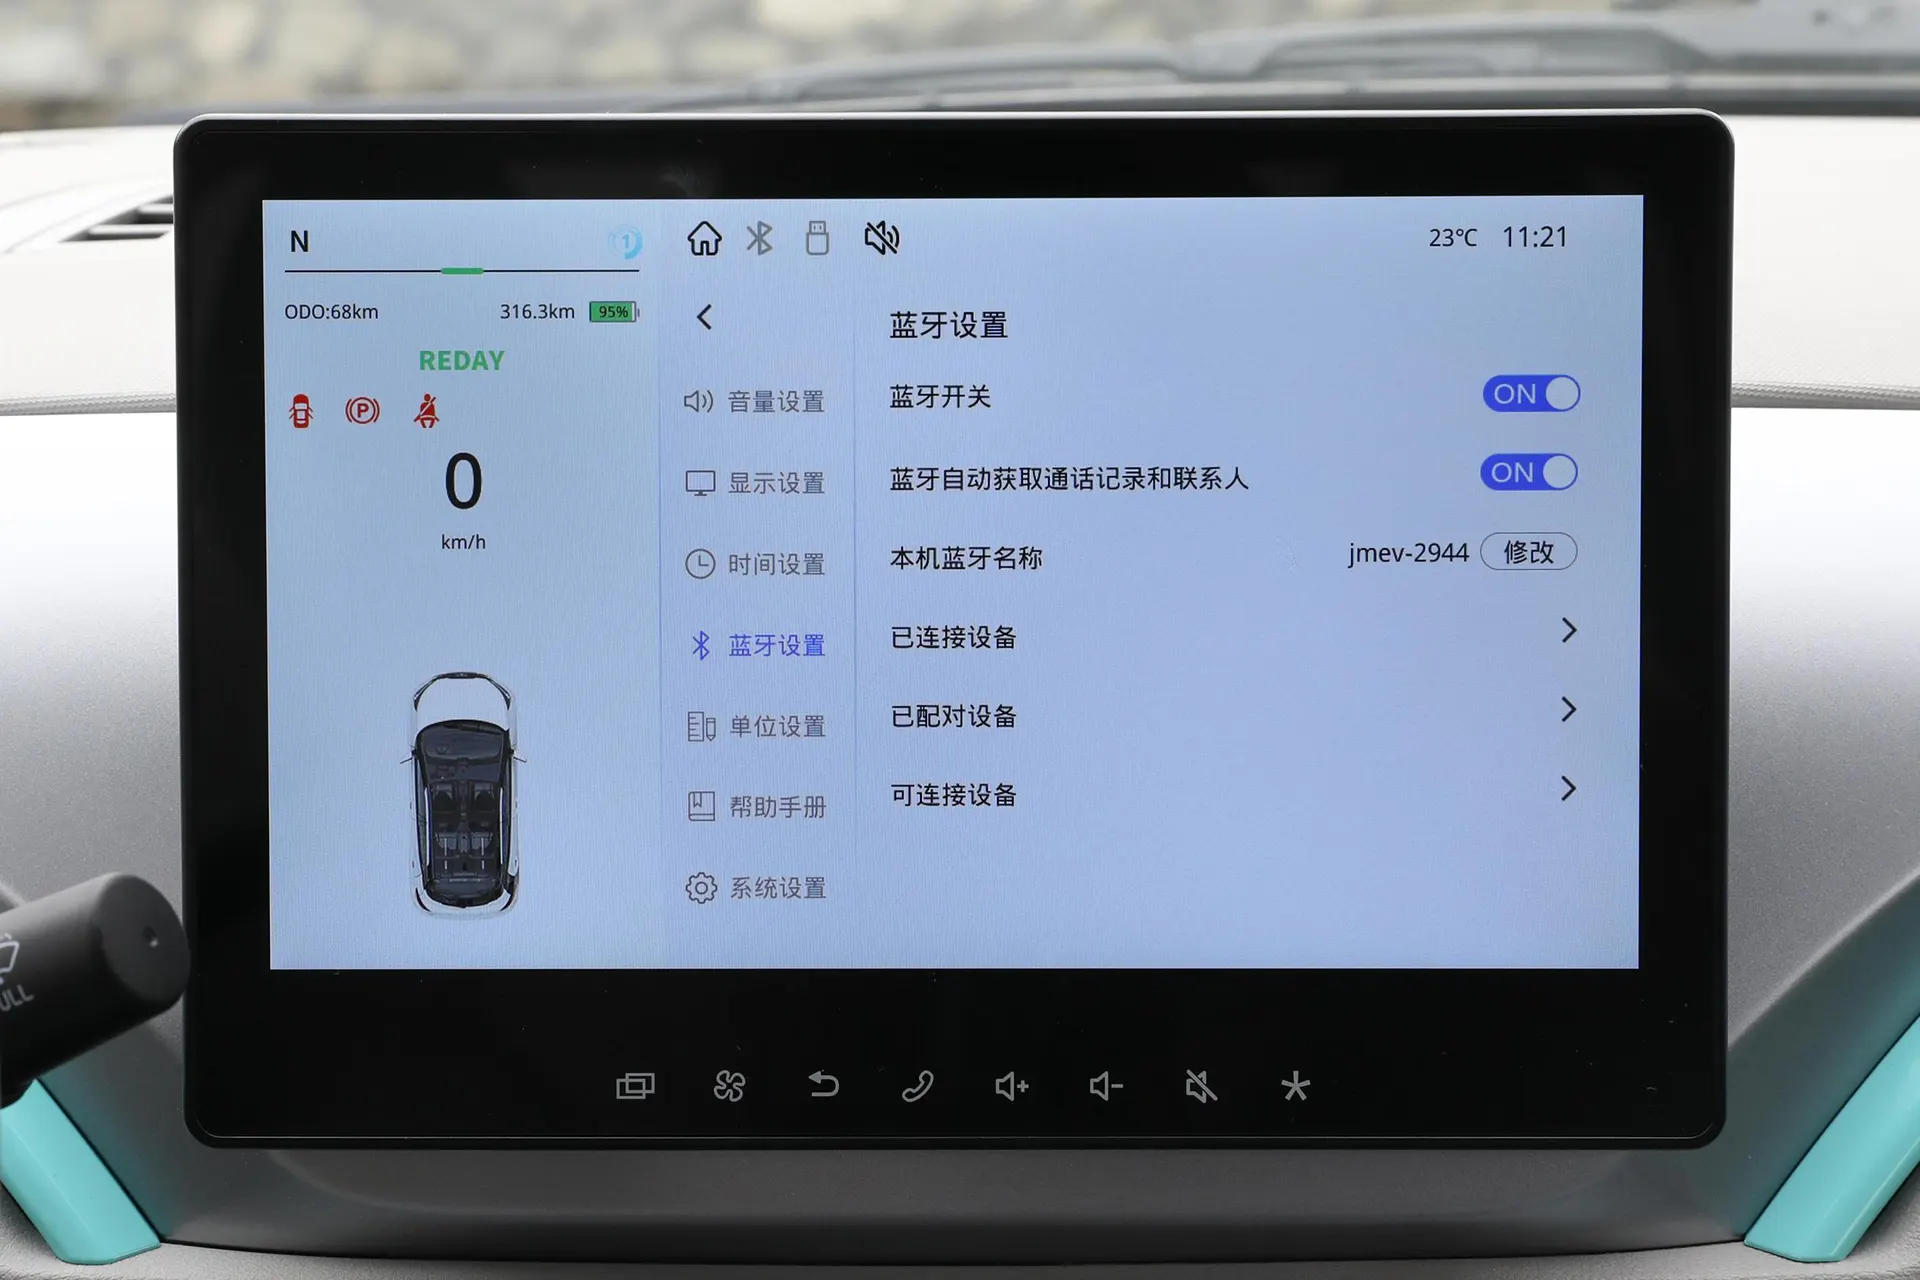 N
1
23℃ 11:21
ODO:68km 316.3km 95%
REDAY
P
0
km/h
音量设置
显示设置
时间设置
蓝牙设置
单位设置
帮助手册
系统设置
蓝牙设置
蓝牙开关 ON
蓝牙自动获取通话记录和联系人 ON
本机蓝牙名称 jmev-2944 修改
已连接设备
已配对设备
可连接设备